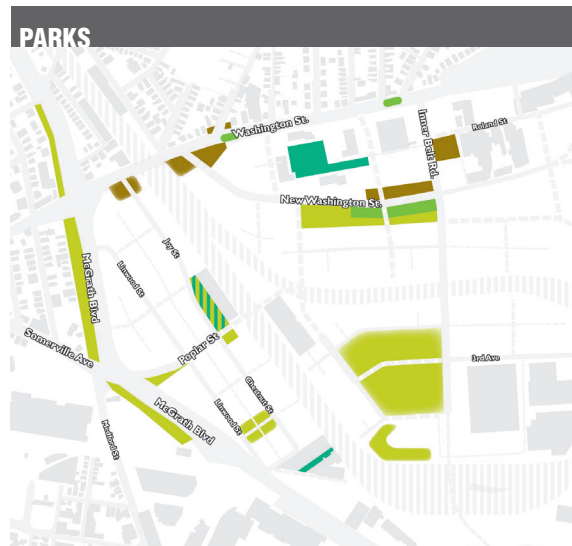 PARKS
Washington St.
Inner Belt Rd.
Roland St
New Washington St.
Joy St
Linwood St
McGrath Blvd
Poplar St
Somerville Ave
3rd Ave
Chestnut St
Linwood St
McGrath Blvd
Medford St